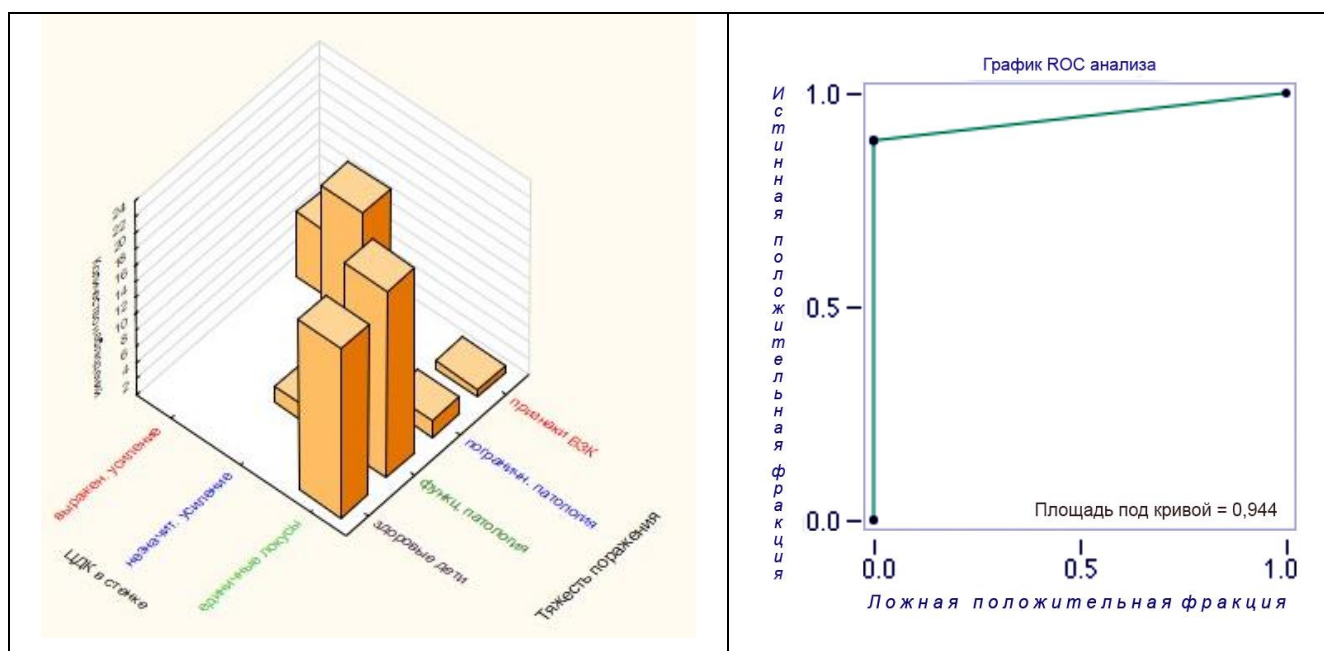 24
22
20
18
16
14
12
10
8
6
4
2
выражен. усиление
незначит. усиление
единичные локусы
ЦДК в стенке
признаки ВЗК
погранични. патология
функц. патология
здоровые дети
Тяжесть поражения
График ROC анализа
Истинная положительная фракция
1.0
0.5
0.0
Площадь под кривой = 0,944
0.0 0.5 1.0
Ложная положительная фракция